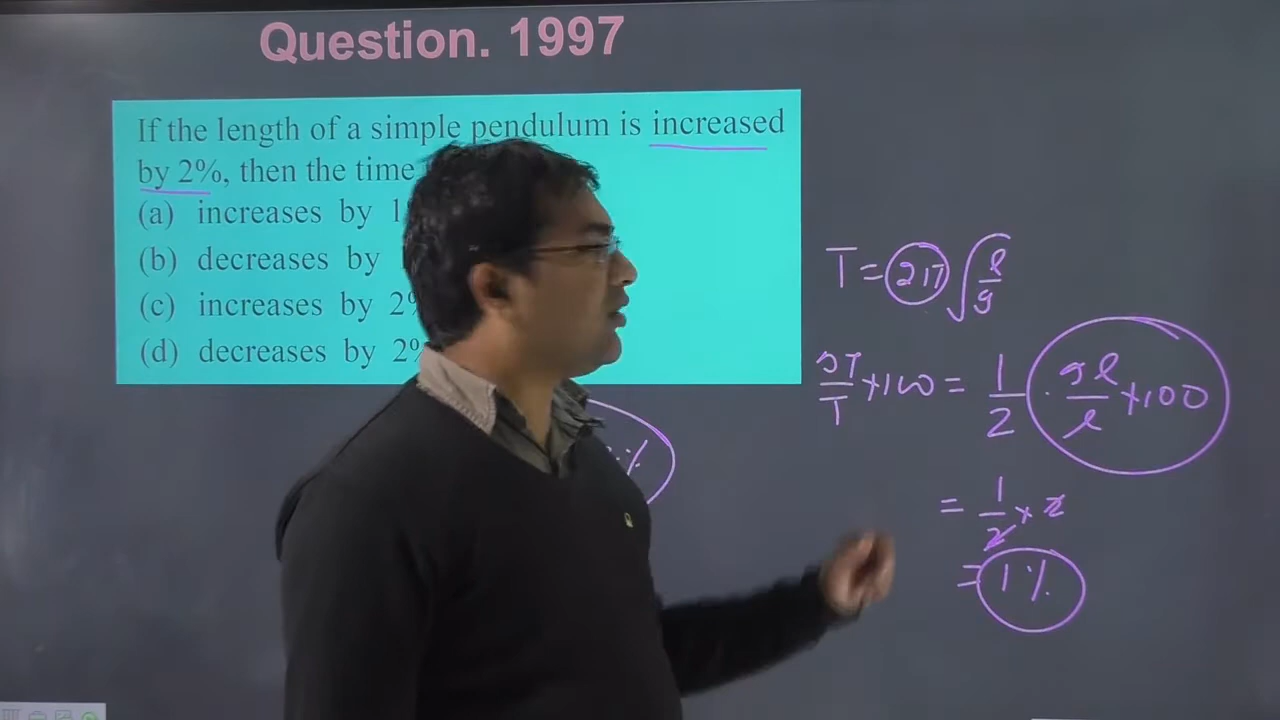 Question. 1997
If the length of a simple pendulum is increased
by 2%, then the time
(a) increases by 1
(b) decreases by
(c) increases by 2%
(d) decreases by 2%
T = 2π √ l/g
ΔT/T × 100 = 1/2 · Δl/l × 100
= 1/2 × 2
= 1%